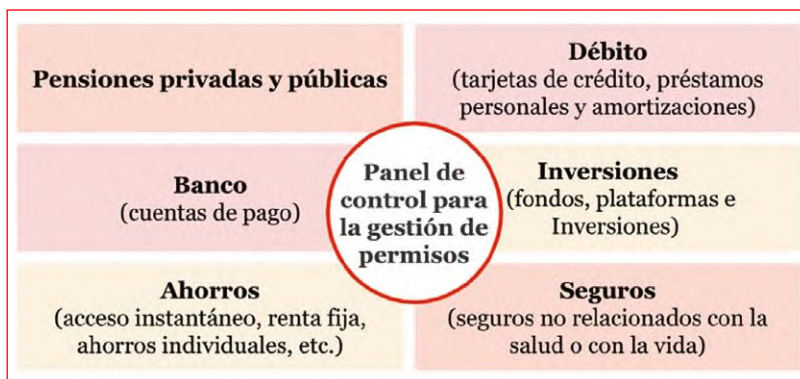 Pensiones privadas y públicas
Débito
(tarjetas de crédito, préstamos
personales y amortizaciones)
Banco
(cuentas de pago)
Panel de
control para
la gestión de
permisos
Inversiones
(fondos, plataformas e
Inversiones)
Ahorros
(acceso instantáneo, renta fija,
ahorros individuales, etc.)
Seguros
(seguros no relacionados con la
salud o con la vida)